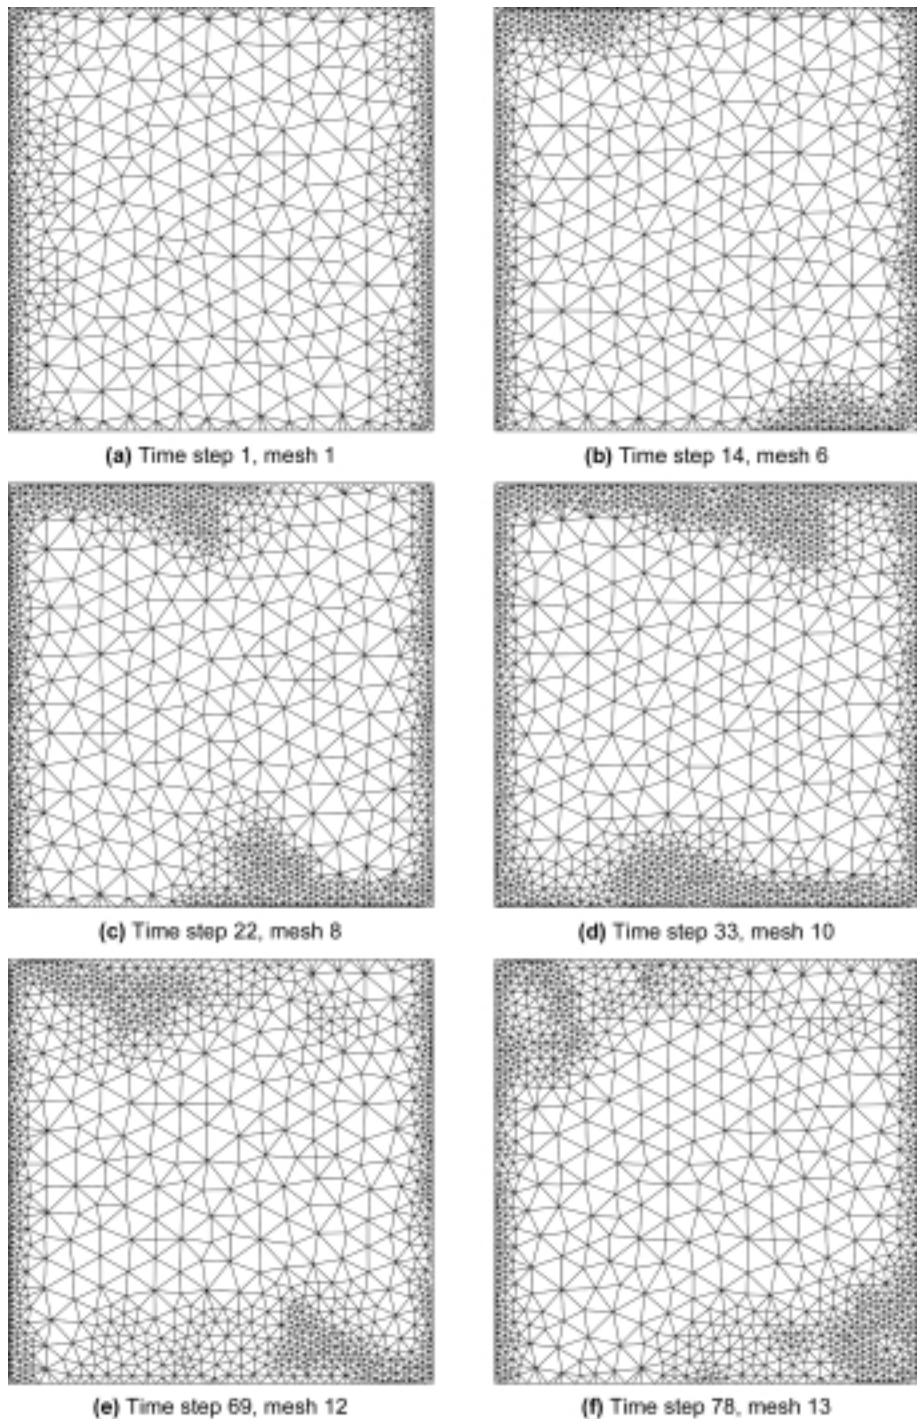 (a) Time step 1, mesh 1
(b) Time step 14, mesh 6
(c) Time step 22, mesh 8
(d) Time step 33, mesh 10
(e) Time step 69, mesh 12
(f) Time step 78, mesh 13